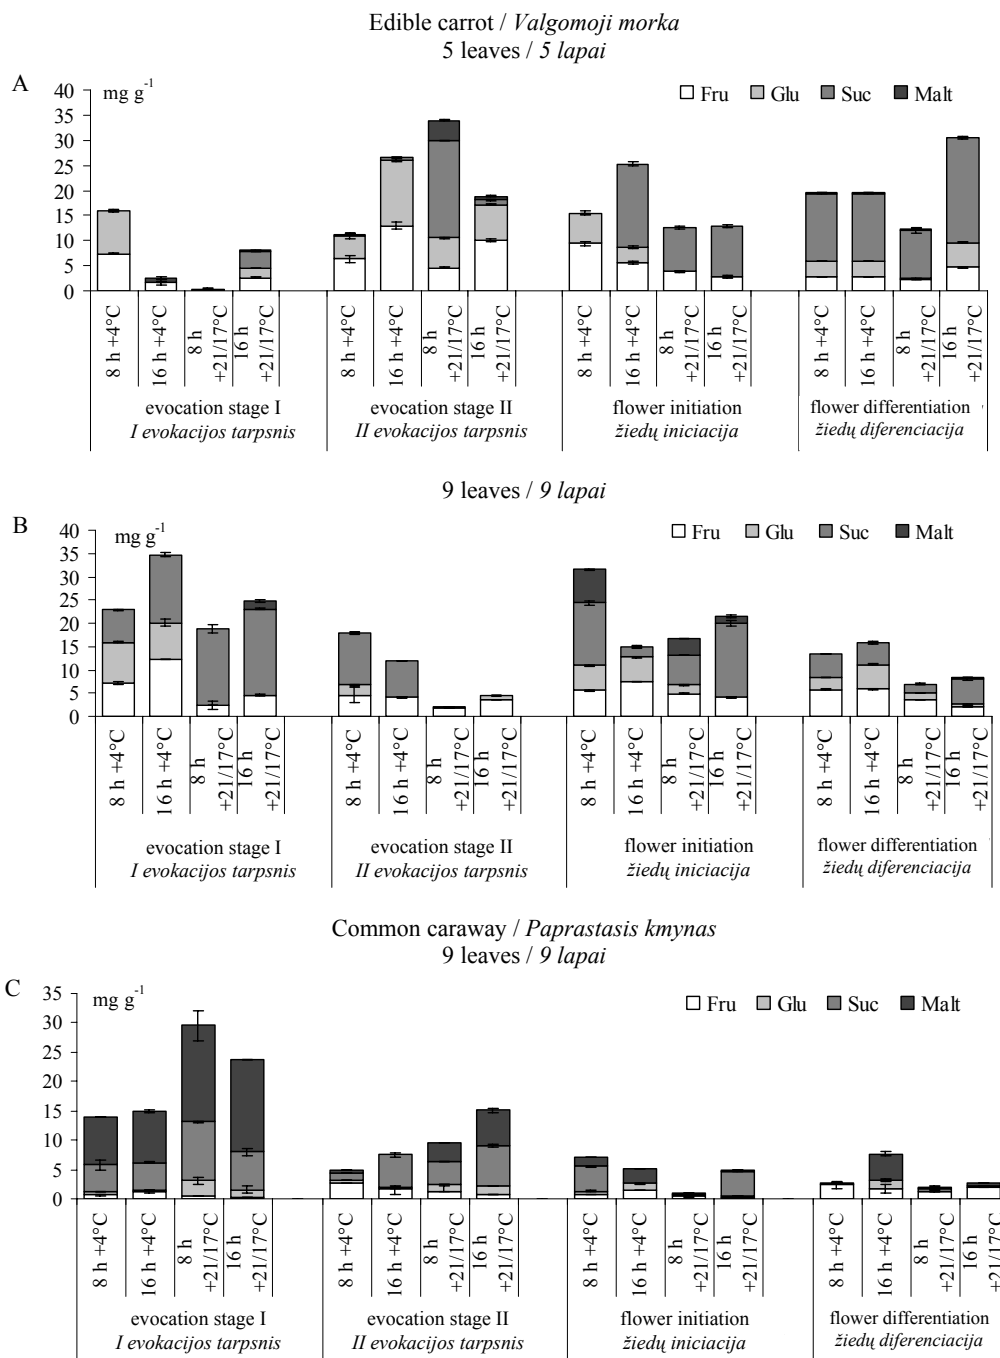 Edible carrot / Valgomoji morka
5 leaves / 5 lapai
A
mg g⁻¹
Fru Glu Suc Malt
40
35
30
25
20
15
10
5
0
8 h +4°C
16 h +4°C
8 h
+21/17°C
16 h
+21/17°C
8 h +4°C
16 h +4°C
8 h
+21/17°C
16 h
+21/17°C
8 h +4°C
16 h +4°C
8 h
+21/17°C
16 h
+21/17°C
8 h +4°C
16 h +4°C
8 h
+21/17°C
16 h
+21/17°C
evocation stage I
I evokacijos tarpsnis
evocation stage II
II evokacijos tarpsnis
flower initiation
žiedų iniciacija
flower differentiation
žiedų diferenciacija
9 leaves / 9 lapai
B
mg g⁻¹
Fru Glu Suc Malt
40
35
30
25
20
15
10
5
0
8 h +4°C
16 h +4°C
8 h
+21/17°C
16 h
+21/17°C
8 h +4°C
16 h +4°C
8 h
+21/17°C
16 h
+21/17°C
8 h +4°C
16 h +4°C
8 h
+21/17°C
16 h
+21/17°C
8 h +4°C
16 h +4°C
8 h
+21/17°C
16 h
+21/17°C
evocation stage I
I evokacijos tarpsnis
evocation stage II
II evokacijos tarpsnis
flower initiation
žiedų iniciacija
flower differentiation
žiedų diferenciacija
Common caraway / Paprastasis kmynas
9 leaves / 9 lapai
C
mg g⁻¹
Fru Glu Suc Malt
35
30
25
20
15
10
5
0
8 h +4°C
16 h +4°C
8 h
+21/17°C
16 h
+21/17°C
8 h +4°C
16 h +4°C
8 h
+21/17°C
16 h
+21/17°C
8 h +4°C
16 h +4°C
8 h
+21/17°C
16 h
+21/17°C
8 h +4°C
16 h +4°C
8 h
+21/17°C
16 h
+21/17°C
evocation stage I
I evokacijos tarpsnis
evocation stage II
II evokacijos tarpsnis
flower initiation
žiedų iniciacija
flower differentiation
žiedų diferenciacija